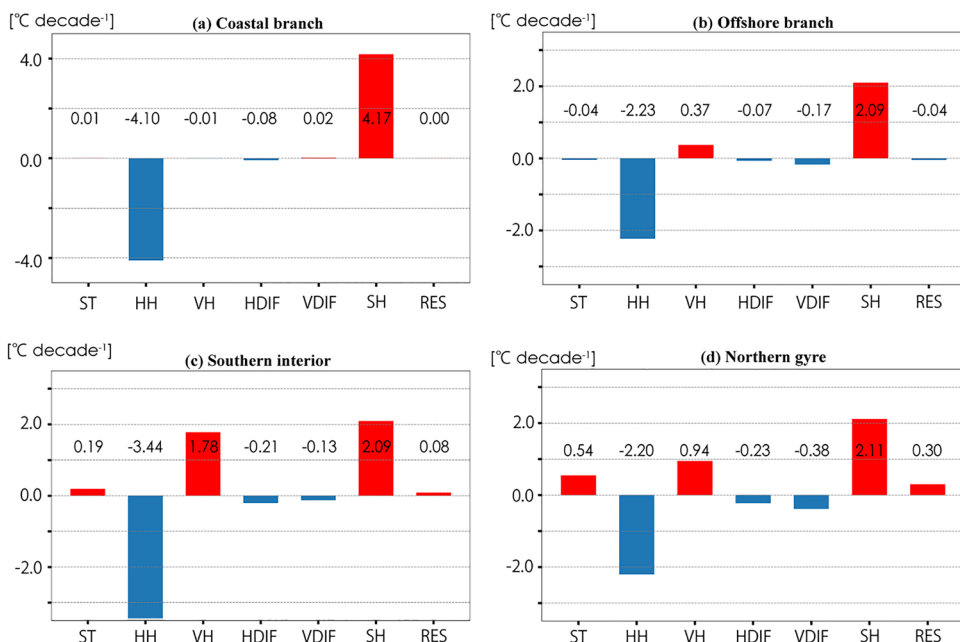 [℃ decade⁻¹]
(a) Coastal branch
4.0
0.01 -4.10 -0.01 -0.08 0.02 4.17 0.00
0.0
-4.0
ST HH VH HDIF VDIF SH RES
[℃ decade⁻¹]
(b) Offshore branch
2.0
-0.04 -2.23 0.37 -0.07 -0.17 2.09 -0.04
0.0
-2.0
ST HH VH HDIF VDIF SH RES
[℃ decade⁻¹]
(c) Southern interior
2.0
0.19 -3.44 1.78 -0.21 -0.13 2.09 0.08
0.0
-2.0
ST HH VH HDIF VDIF SH RES
[℃ decade⁻¹]
(d) Northern gyre
2.0
0.54 -2.20 0.94 -0.23 -0.38 2.11 0.30
0.0
-2.0
ST HH VH HDIF VDIF SH RES